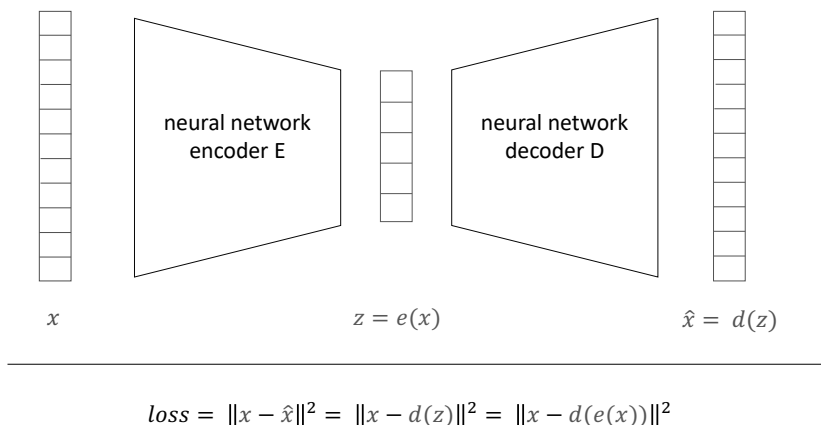 neural network
encoder E
neural network
decoder D
x
z = e(x)
x̂ = d(z)
loss = ‖x − x̂‖² = ‖x − d(z)‖² = ‖x − d(e(x))‖²